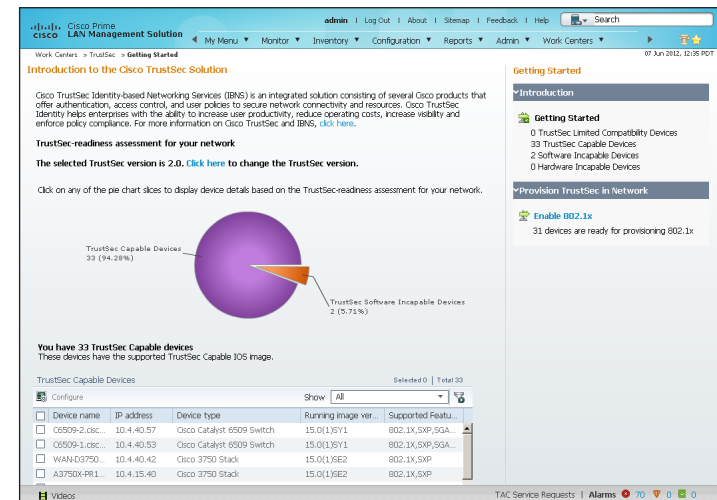 admin | Log Out | About | Sitemap | Feedback | Help Search
cisco Cisco Prime
LAN Management Solution
My Menu Monitor Inventory Configuration Reports Admin Work Centers
Work Centers > TrustSec > Getting Started
07 Jun 2012, 12:35 PDT
Introduction to the Cisco TrustSec Solution
Cisco TrustSec Identity-based Networking Services (IBNS) is an integrated solution consisting of several Cisco products that
offer authentication, access control, and user policies to secure network connectivity and resources. Cisco TrustSec
Identity helps enterprises with the ability to increase user productivity, reduce operating costs, increase visibility and
enforce policy compliance. For more information on Cisco TrustSec and IBNS, click here.
TrustSec-readiness assessment for your network
The selected TrustSec version is 2.0. Click here to change the TrustSec version.
Click on any of the pie chart slices to display device details based on the TrustSec-readiness assessment for your network.
TrustSec Capable Devices
33 (94.28%)
TrustSec Software Incapable Devices
2 (5.71%)
You have 33 TrustSec Capable devices
These devices have the supported TrustSec Capable IOS image.
TrustSec Capable Devices Selected 0 | Total 33
Configure Show All
Device name IP address Device type Running image ver... Supported Featu...
C6509-2.cisc... 10.4.40.57 Cisco Catalyst 6509 Switch 15.0(1)SY1 802.1X,SXP,SGA...
C6509-1.cisc... 10.4.40.53 Cisco Catalyst 6509 Switch 15.0(1)SY1 802.1X,SXP,SGA...
WAN-D3750... 10.4.40.42 Cisco 3750 Stack 15.0(1)SE2 802.1X,SXP
A3750X-PR1... 10.4.15.40 Cisco 3750 Stack 15.0(1)SE2 802.1X,SXP
Getting Started
Introduction
Getting Started
0 TrustSec Limited Compatibility Devices
33 TrustSec Capable Devices
2 Software Incapable Devices
0 Hardware Incapable Devices
Provision TrustSec in Network
Enable 802.1x
31 devices are ready for provisioning 802.1x
Videos TAC Service Requests | Alarms 70 0 0